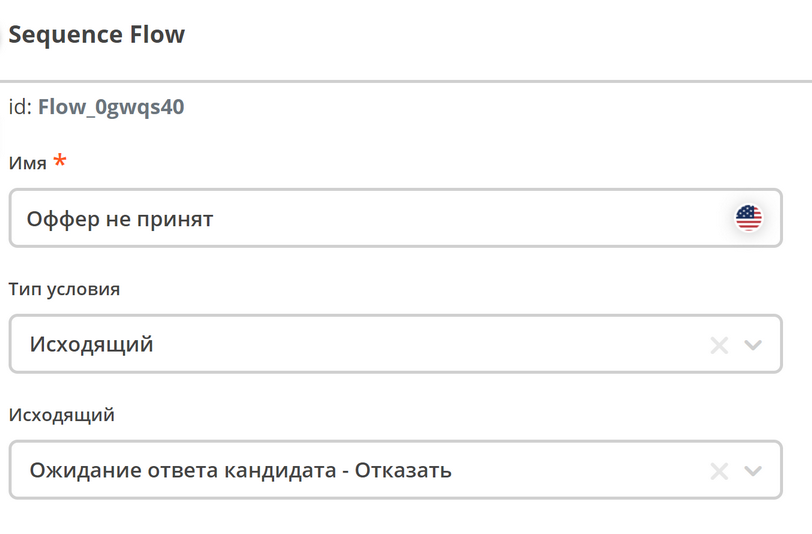 Sequence Flow
id: Flow_0gwqs40
Имя *
Оффер не принят
Тип условия
Исходящий
Исходящий
Ожидание ответа кандидата - Отказать